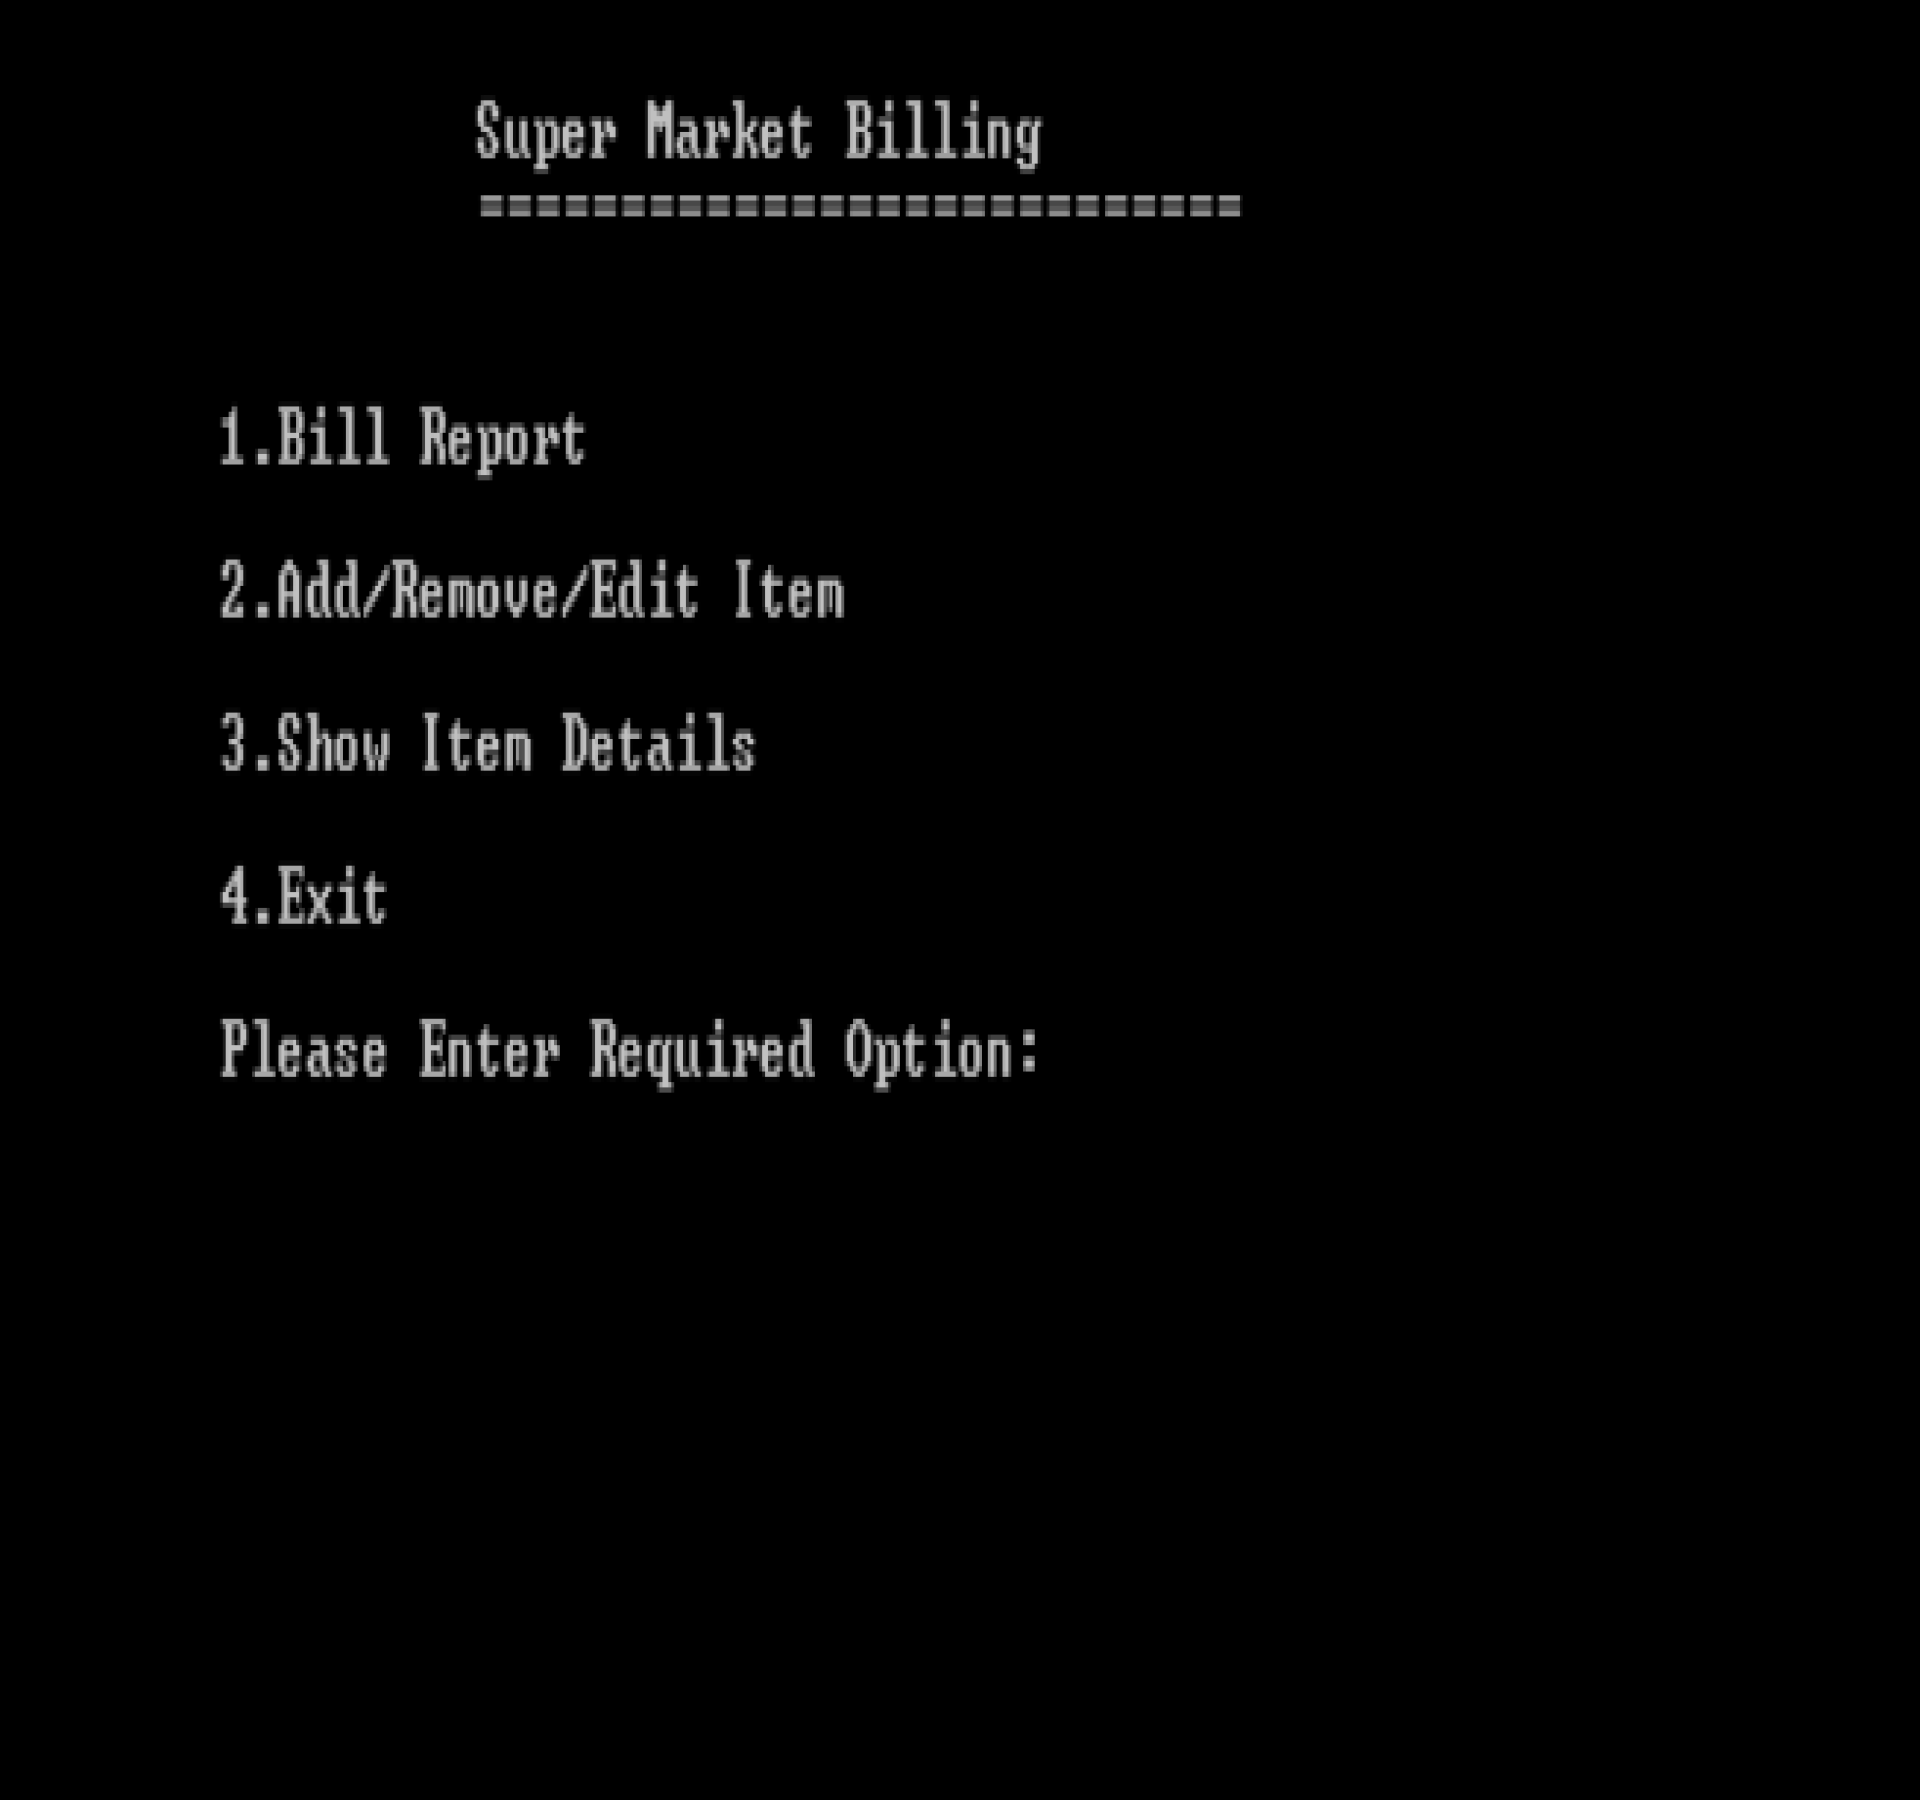 Super Market Billing
===========================
1.Bill Report
2.Add/Remove/Edit Item
3.Show Item Details
4.Exit
Please Enter Required Option: